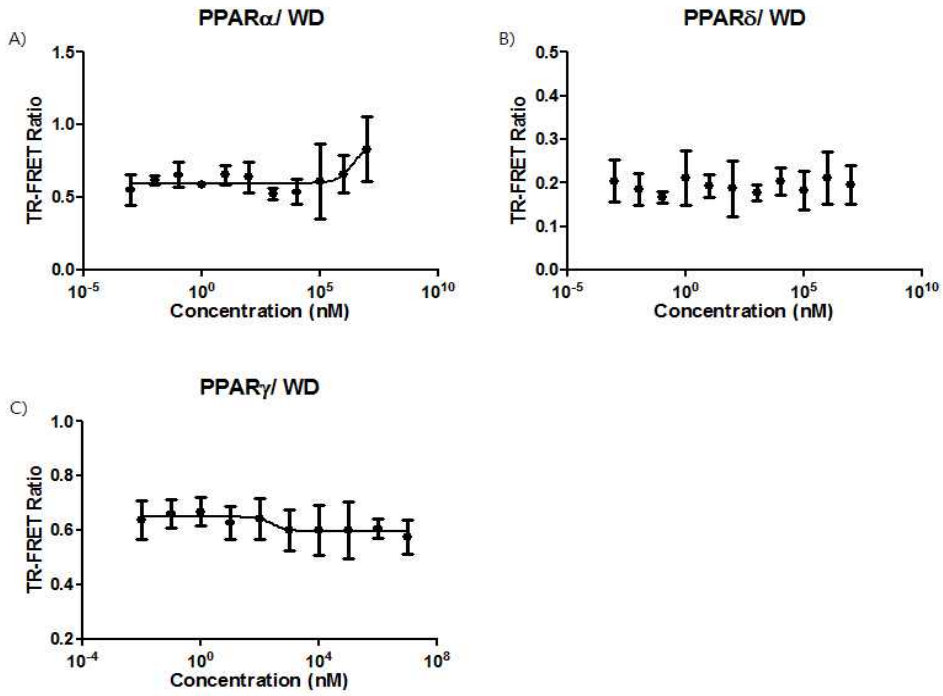 PPARα/ WD
A)
1.5
1.0
0.5
0.0
TR-FRET Ratio
10-5 100 105 1010
Concentration (nM)
PPARδ/ WD
B)
0.5
0.4
0.3
0.2
0.1
0.0
TR-FRET Ratio
10-5 100 105 1010
Concentration (nM)
PPARγ/ WD
C)
1.0
0.8
0.6
0.4
0.2
TR-FRET Ratio
10-4 100 104 108
Concentration (nM)